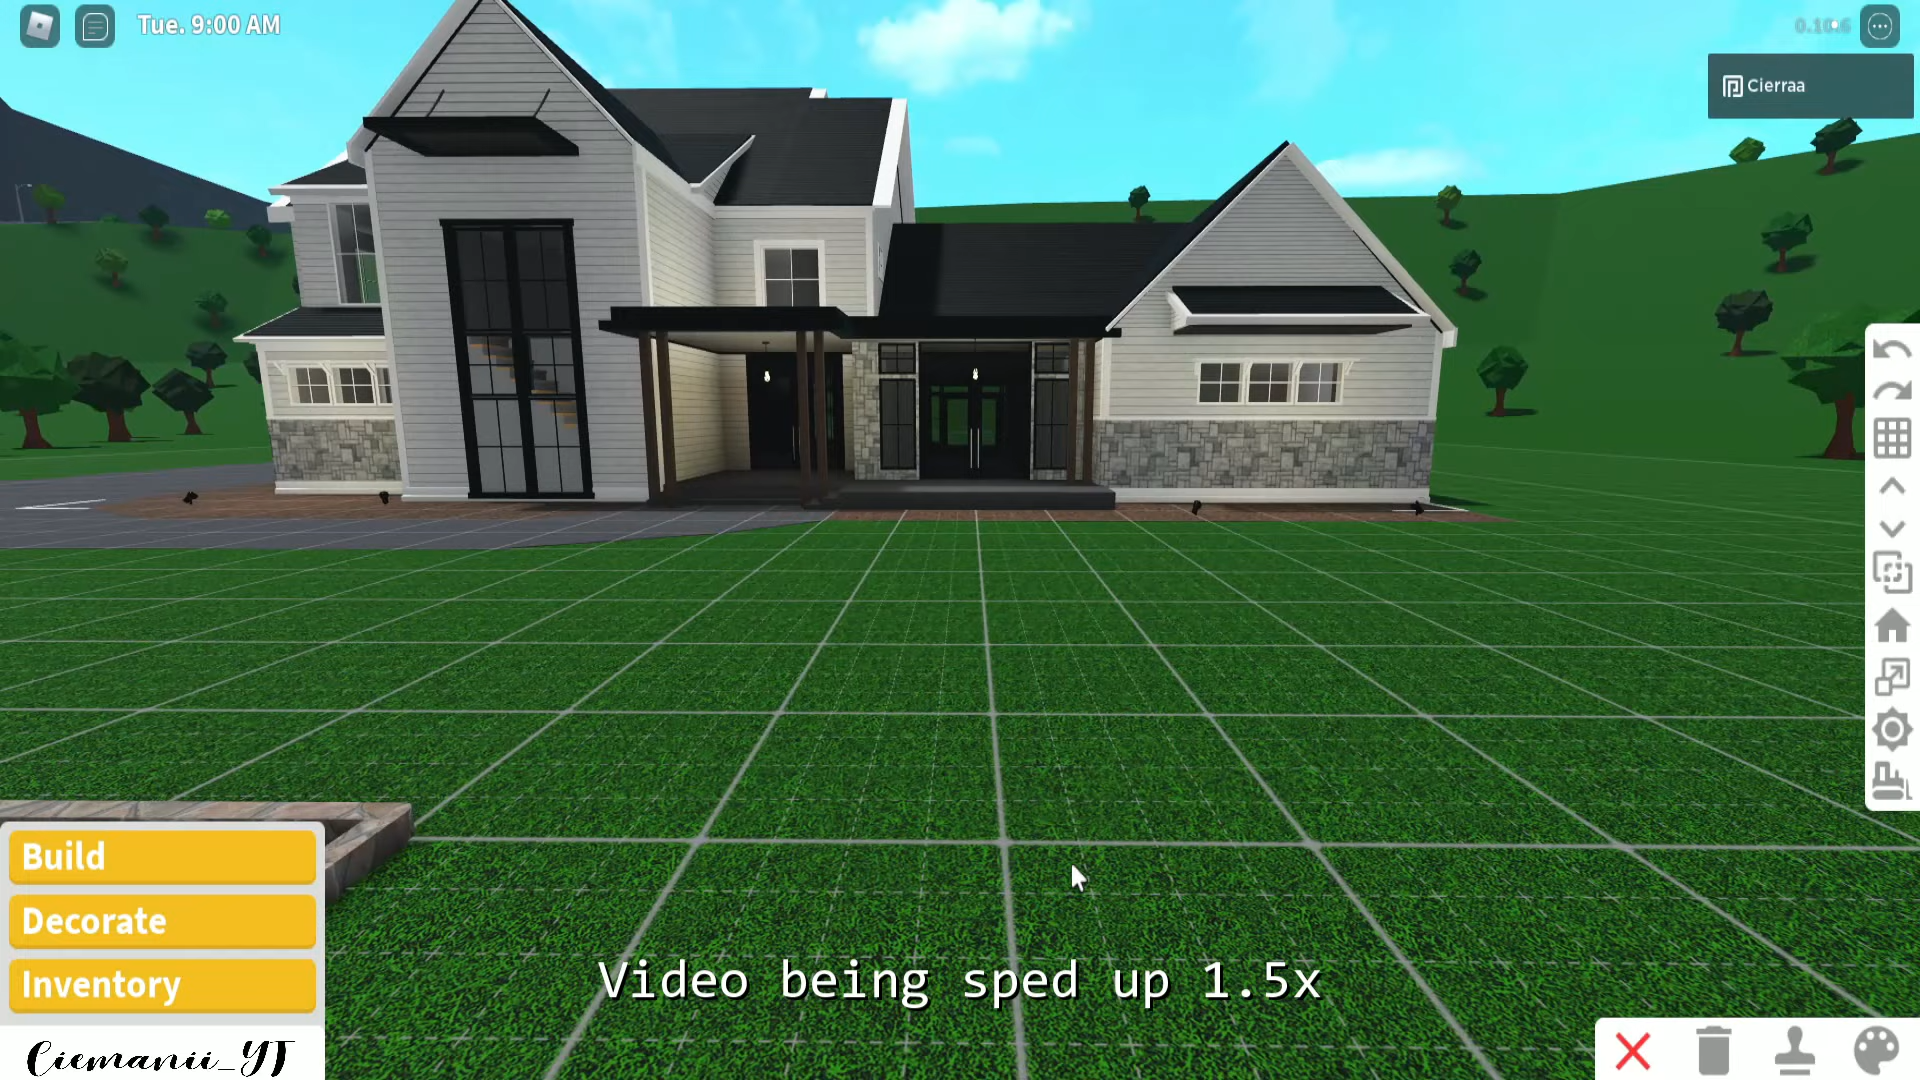 Tue. 9:00 AM
Cierraa
Build
Decorate
Inventory
Video being sped up 1.5x
Ciemanii_YT